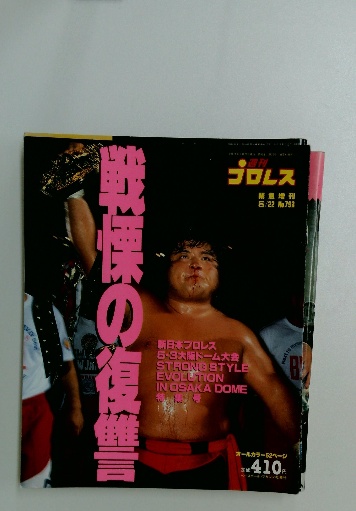 週刊
プロレス
緊急増刊
5/22 No.793
戦慄の復讐
新日本プロレス
5・3大阪ドーム大会
STRONG STYLE
EVOLUTION
IN OSAKA DOME
特集号
オールカラー52ページ
定価410円